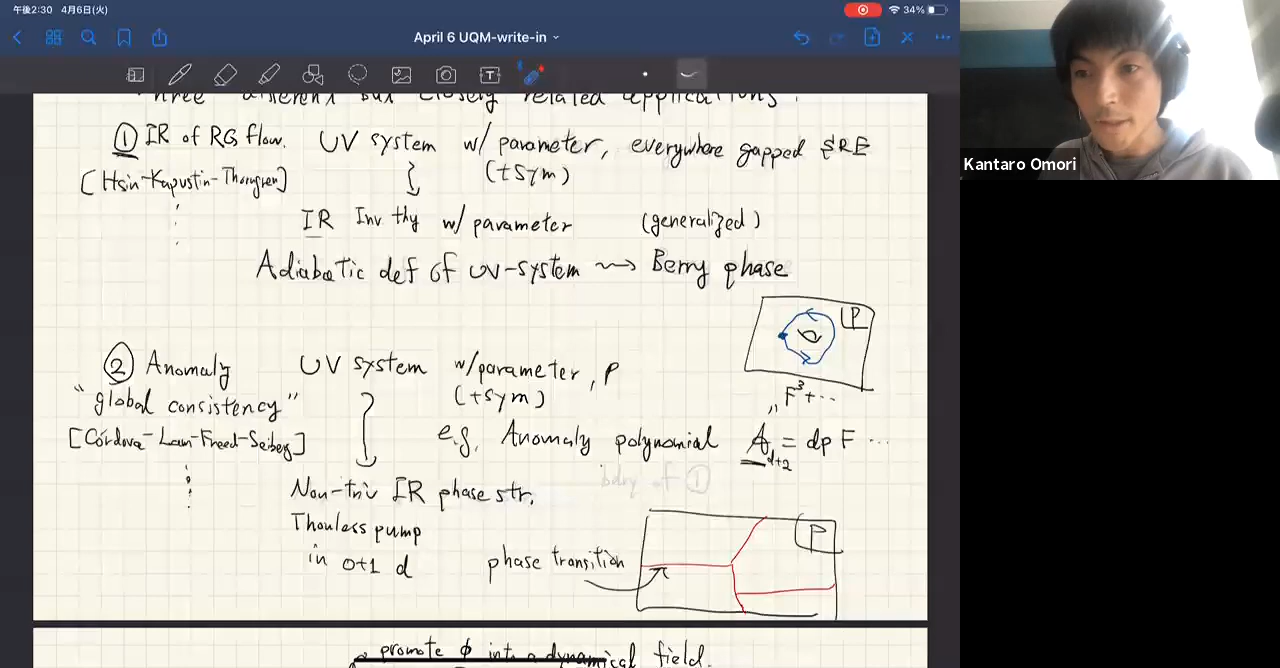 午後2:30 4月6日(火)
34%
April 6 UQM-write-in
Three different but closely related applications.
① IR of RG flow. UV system w/ parameter, everywhere gapped &RE
[Hsin-Kapustin-Thorngren] (+Sym)
IR Inv thy w/ parameter (generalized)
Adiabatic def of UV-system ⇝ Berry phase
P
② Anomaly UV system w/parameter, P
"global consistency" (+Sym)
F³+…
[Córdova-Lam-Freed-Seiberg] e.g. Anomaly polynomial A_{d+2} = dp F …
bdry of ①
Non-triv IR phase str.
Thouless pump
in 0+1 d phase transition
P
promote ϕ into a dynamical field.
Kantaro Omori